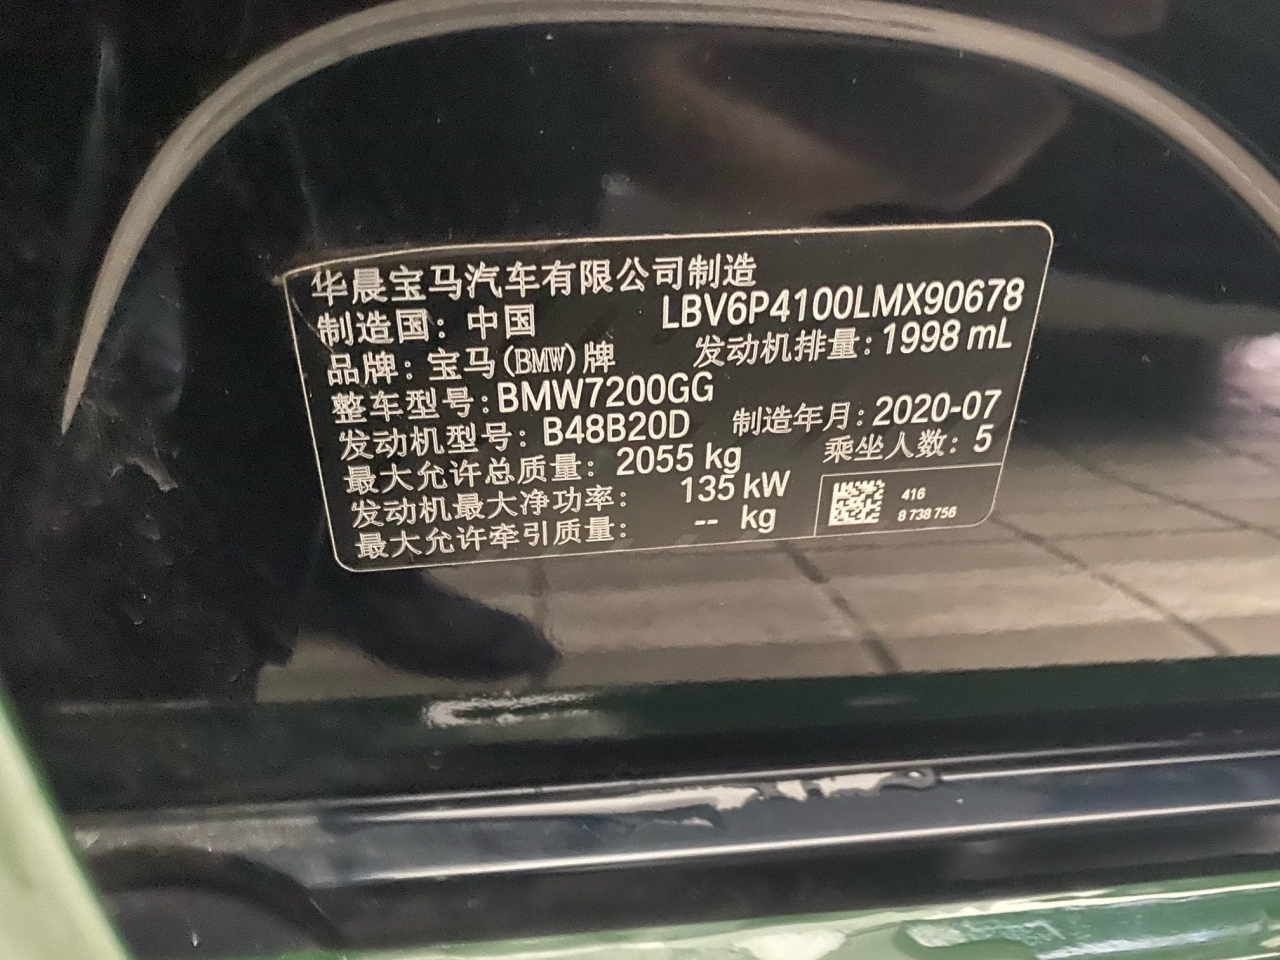 华晨宝马汽车有限公司制造
制造国: 中国 LBV6P4100LMX90678
品牌: 宝马(BMW)牌 发动机排量: 1998 mL
整车型号: BMW7200GG
发动机型号: B48B20D 制造年月: 2020-07
最大允许总质量: 2055 kg 乘坐人数: 5
发动机最大净功率: 135 kW
最大允许牵引质量: -- kg
416
8 738 756